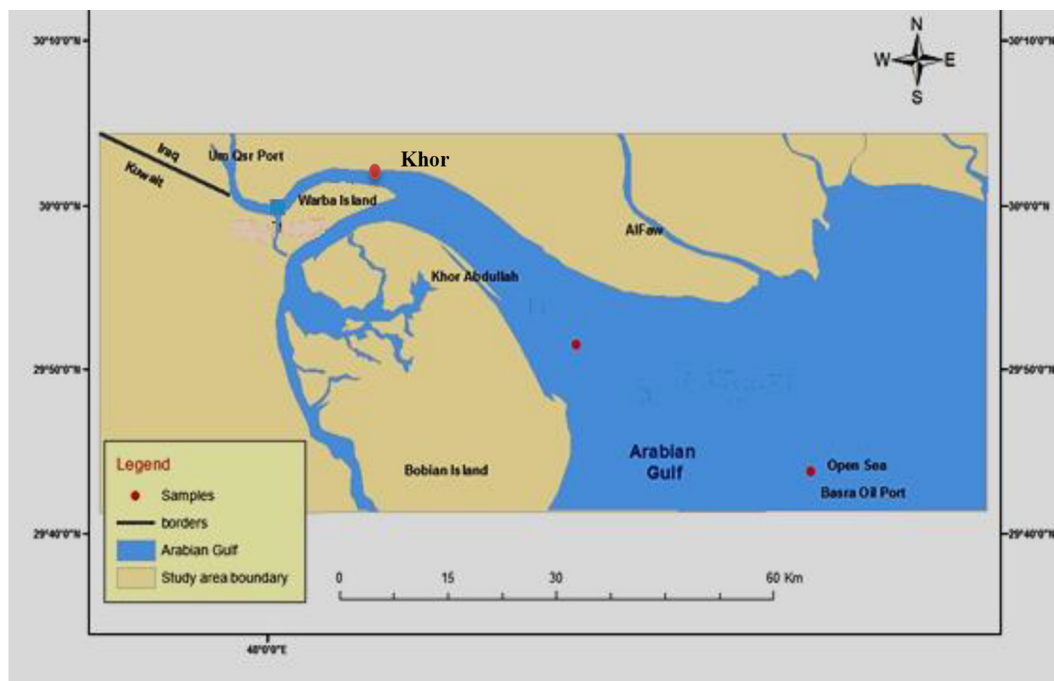 N
W E
S
30°10'0"N
30°10'0"N
Iraq
Kuwait
Um Qsr Port
Khor
Warba Island
30°0'0"N
30°0'0"N
AlFaw
Khor Abdullah
29°50'0"N
29°50'0"N
Arabian
Gulf
Bobian Island
Open Sea
Basra Oil Port
Legend
Samples
borders
Arabian Gulf
Study area boundary
29°40'0"N
29°40'0"N
0 15 30 60 Km
48°0'0"E